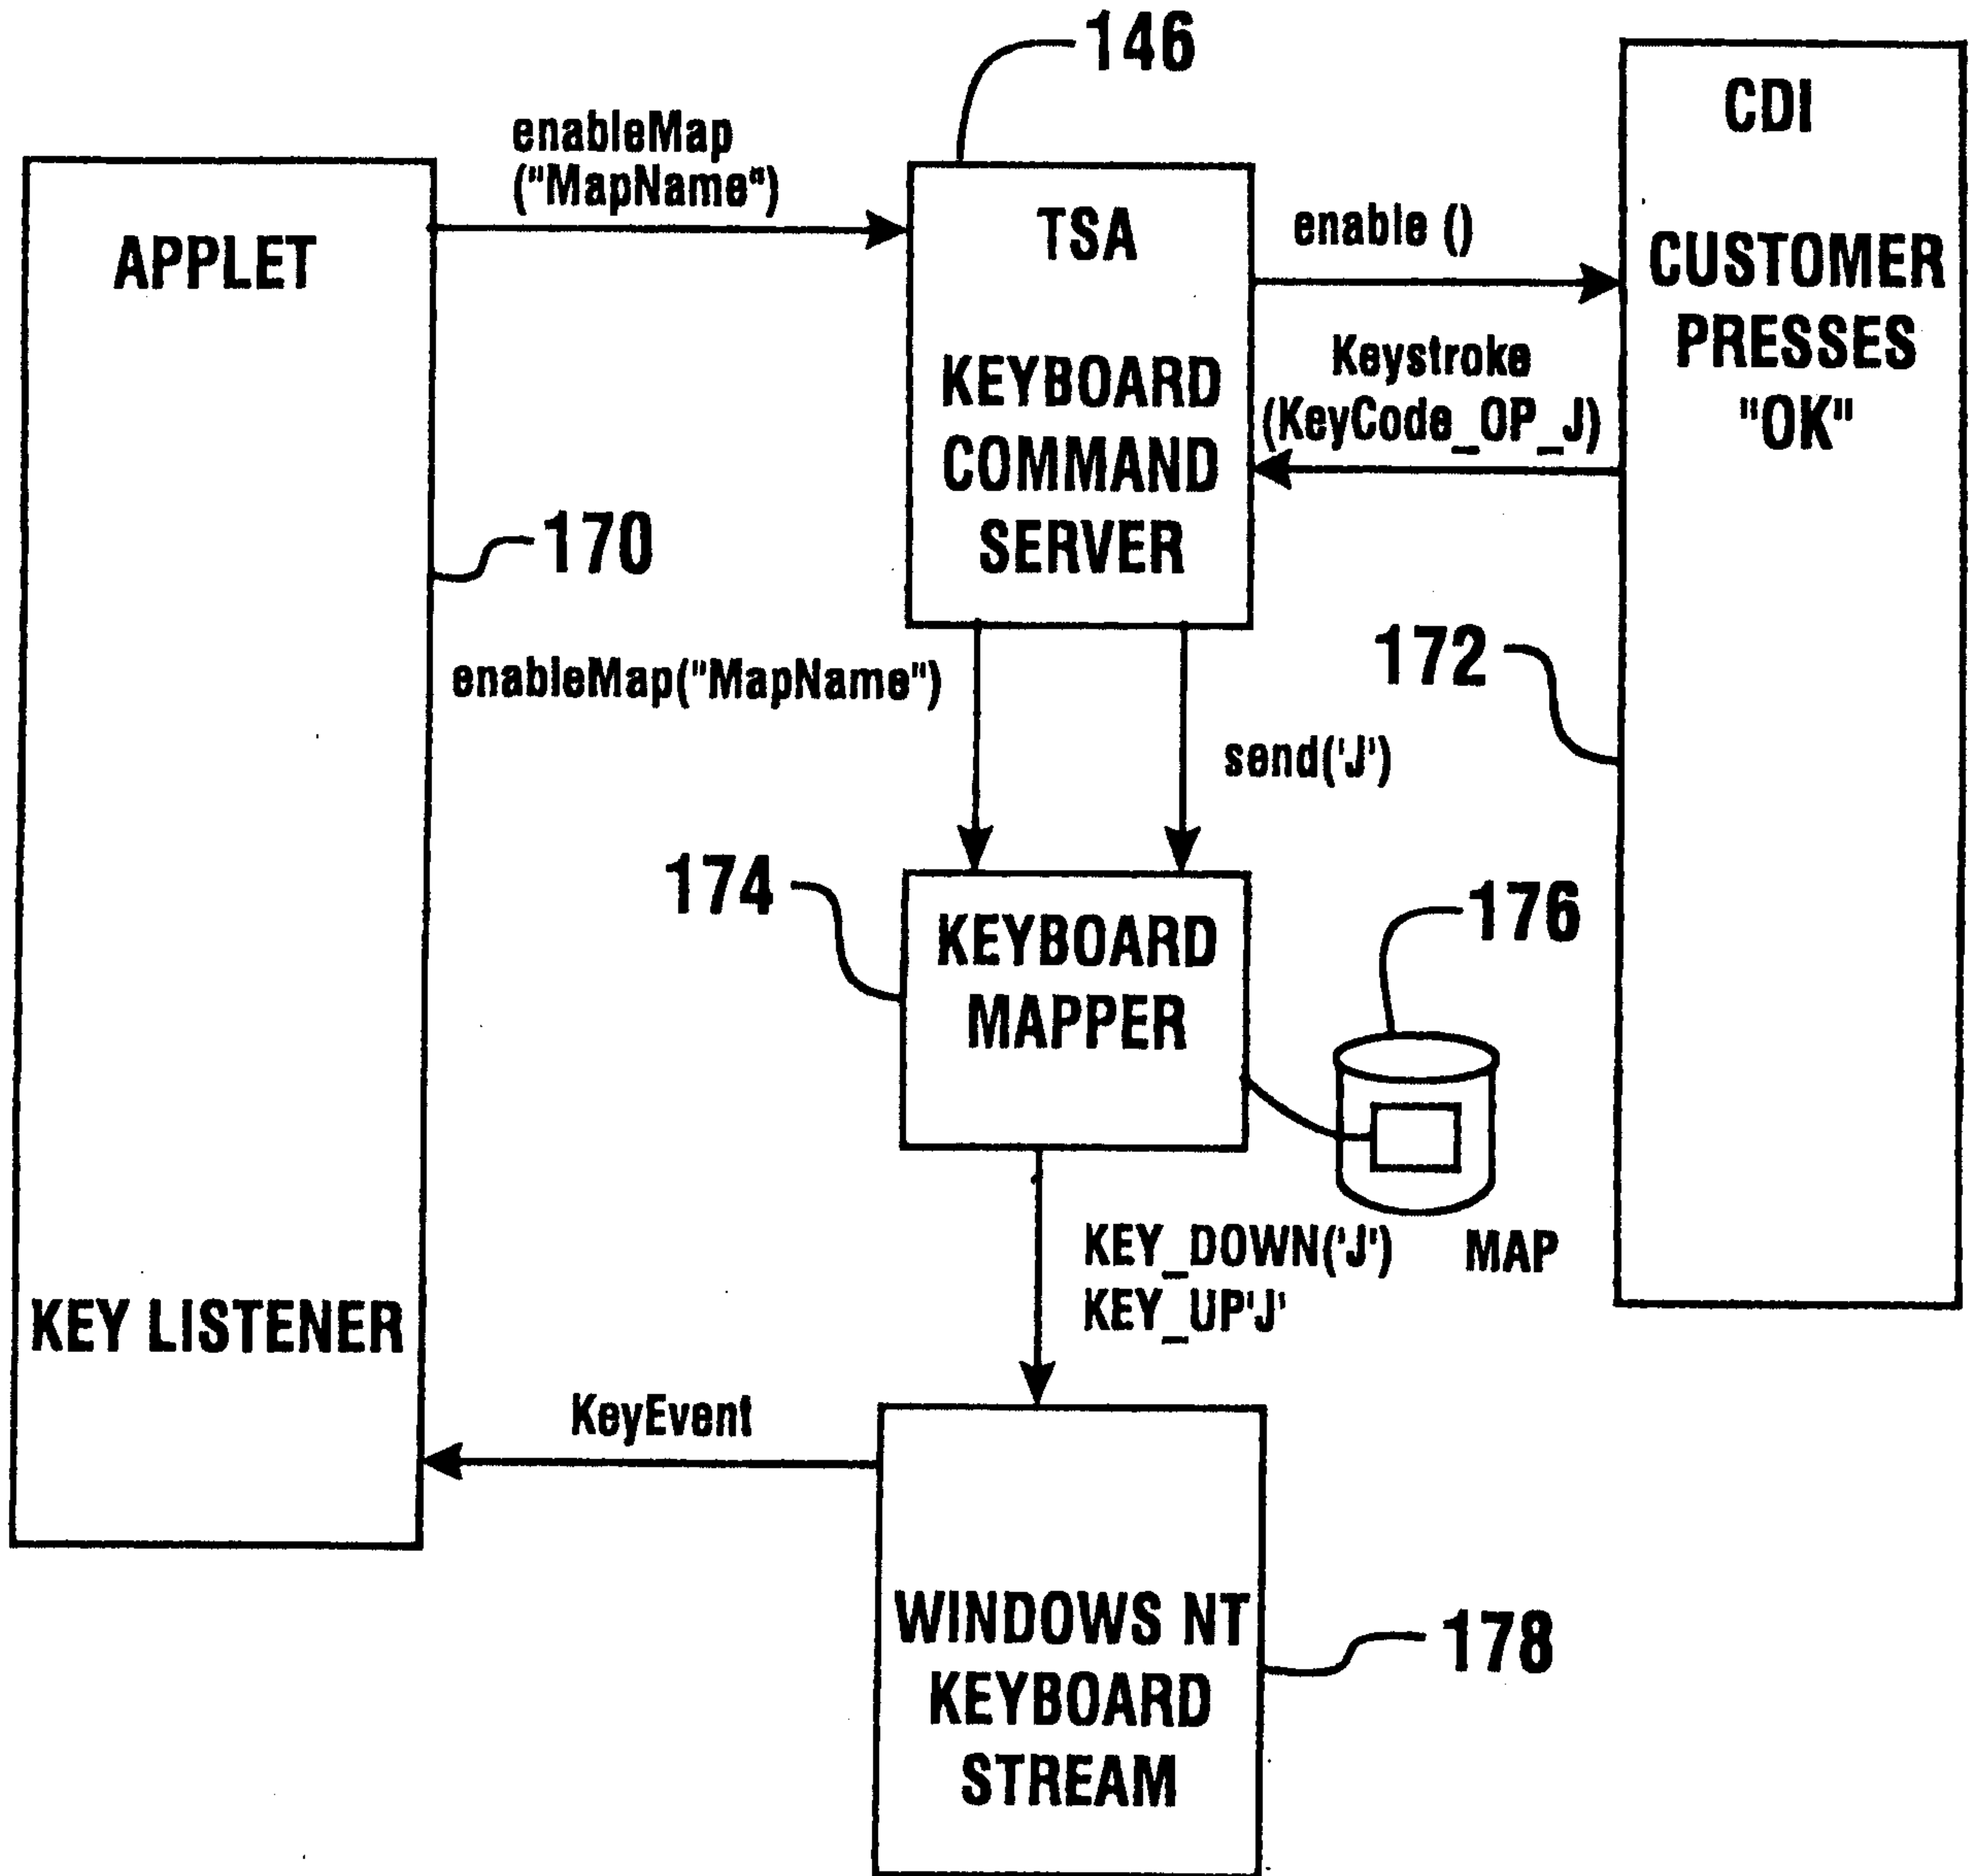 146
CDI
enableMap
("MapName")
APPLET
TSA
enable ()
CUSTOMER
PRESSES
"OK"
KEYBOARD
COMMAND
SERVER
Keystroke
(KeyCode_OP_J)
170
172
enableMap("MapName")
send('J')
174
KEYBOARD
MAPPER
176
KEY_DOWN('J')
KEY_UP'J'
MAP
KEY LISTENER
KeyEvent
WINDOWS NT
KEYBOARD
STREAM
178